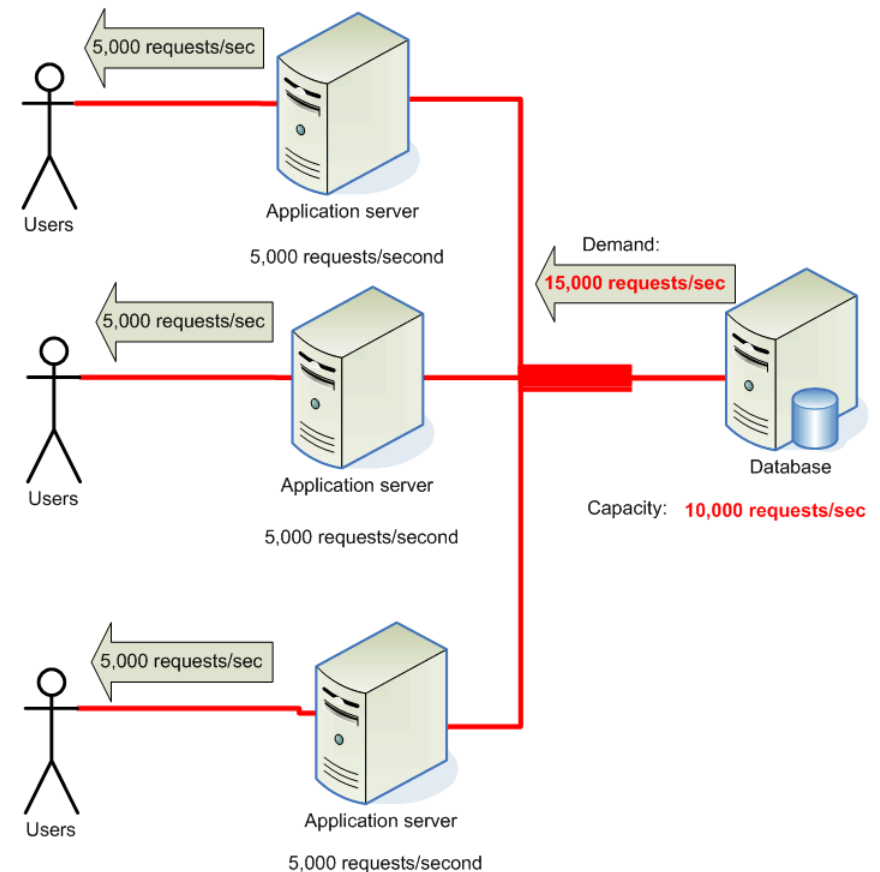 5,000 requests/sec
Users
Application server
5,000 requests/second
Demand:
15,000 requests/sec
5,000 requests/sec
Users
Application server
5,000 requests/second
Database
Capacity: 10,000 requests/sec
5,000 requests/sec
Users
Application server
5,000 requests/second